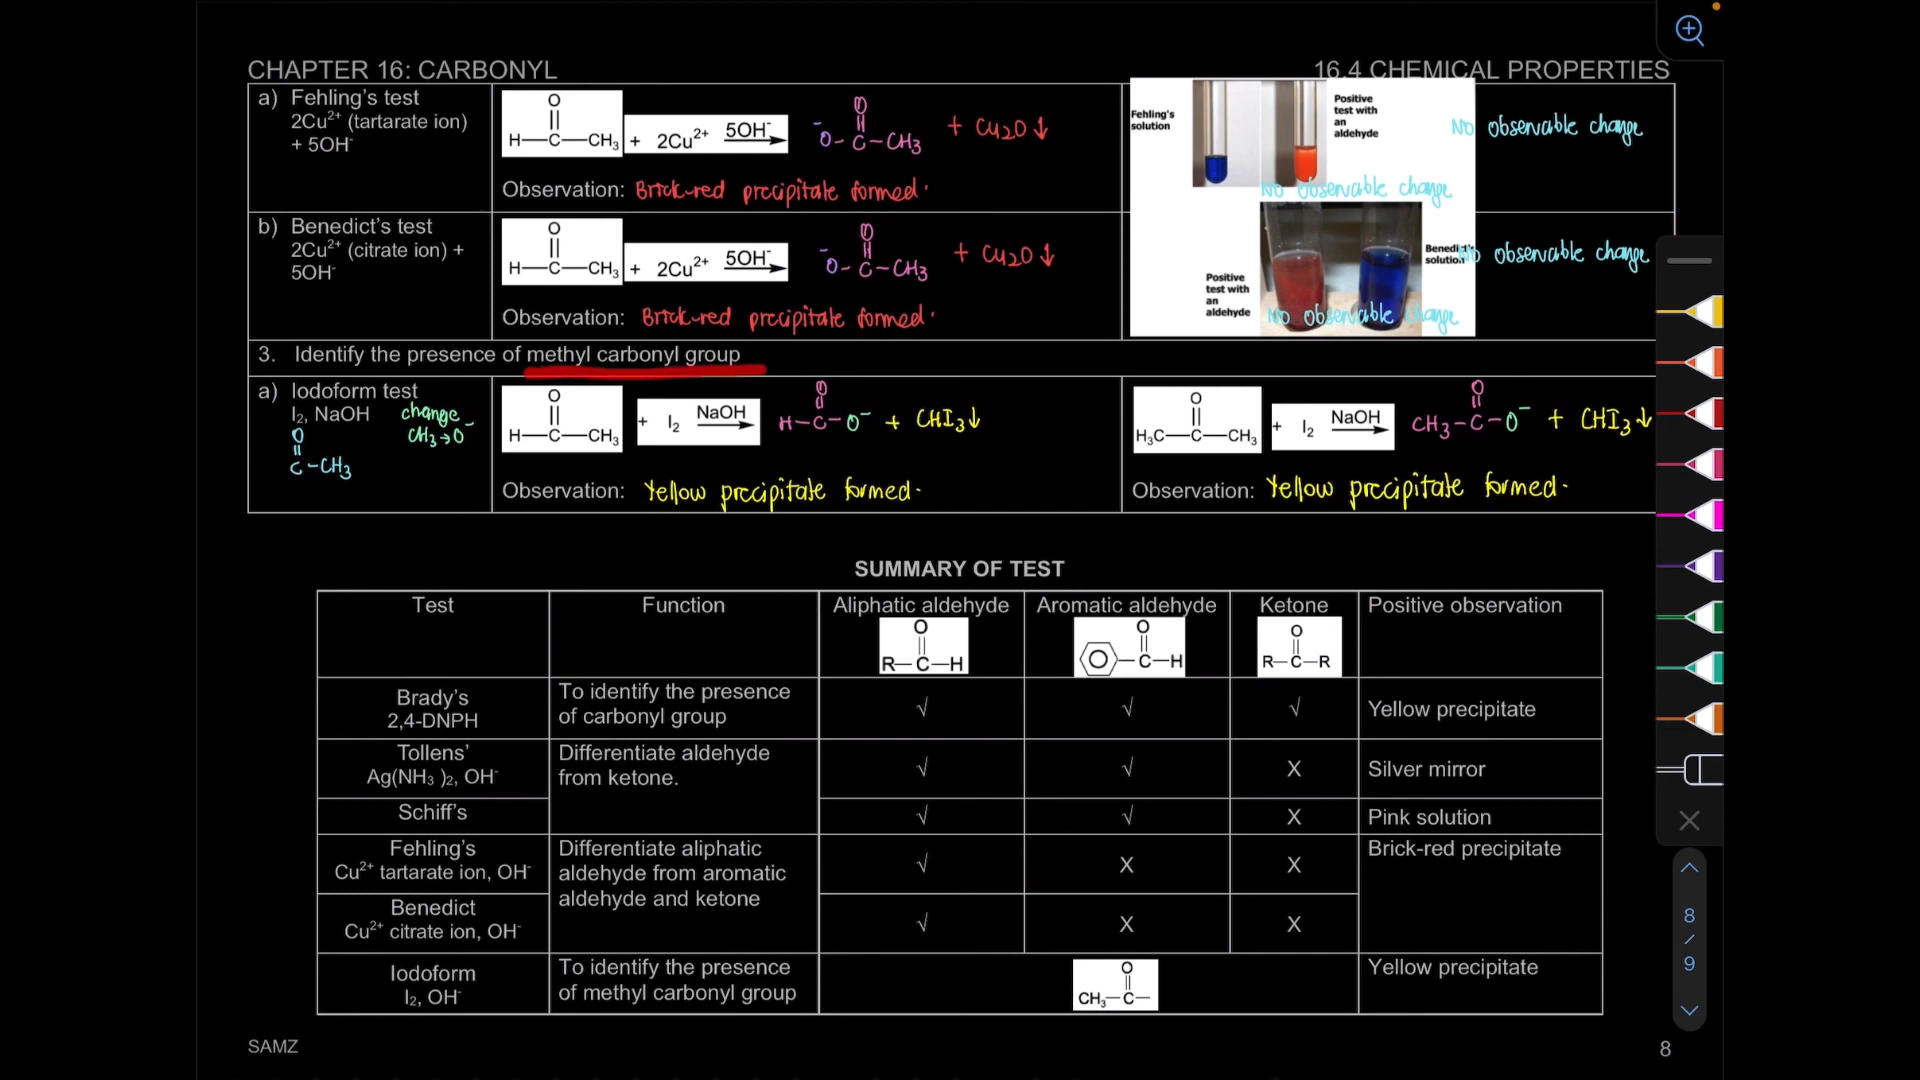 CHAPTER 16: CARBONYL
16.4 CHEMICAL PROPERTIES
a) Fehling's test
2Cu²⁺ (tartarate ion)
+ 5OH⁻
O
H—C—CH₃ + 2Cu²⁺ 5OH⁻
O
⁻O-C-CH₃ + Cu₂O↓
Observation: Brick-red precipitate formed.
Fehling's
solution
Positive
test with
an
aldehyde
No observable change
No observable change
b) Benedict's test
2Cu²⁺ (citrate ion) +
5OH⁻
O
H—C—CH₃ + 2Cu²⁺ 5OH⁻
O
⁻O-C-CH₃ + Cu₂O↓
Observation: Brick-red precipitate formed.
Positive
test with
an
aldehyde
Benedict's
solution
No observable change
No observable change
3. Identify the presence of methyl carbonyl group
a) Iodoform test
I₂, NaOH
change
CH₃→O⁻
O
C-CH₃
O
H—C—CH₃ + I₂ NaOH
O
H-C-O⁻ + CHI₃↓
Observation: Yellow precipitate formed.
O
H₃C—C—CH₃ + I₂ NaOH
O
CH₃-C-O⁻ + CHI₃↓
Observation: Yellow precipitate formed.
SUMMARY OF TEST
Test Function Aliphatic aldehyde Aromatic aldehyde Ketone Positive observation
O O O
R—C—H C—H R—C—R
Brady's
2,4-DNPH
To identify the presence
of carbonyl group
√ √ √ Yellow precipitate
Tollens'
Ag(NH₃ )₂, OH⁻
Differentiate aldehyde
from ketone.
√ √ X Silver mirror
Schiff's √ √ X Pink solution
Fehling's
Cu²⁺ tartarate ion, OH⁻
Differentiate aliphatic
aldehyde from aromatic
aldehyde and ketone
√ X X Brick-red precipitate
Benedict
Cu²⁺ citrate ion, OH⁻
√ X X
Iodoform
I₂, OH⁻
To identify the presence
of methyl carbonyl group
O
CH₃—C—
Yellow precipitate
SAMZ
8
8
/
9